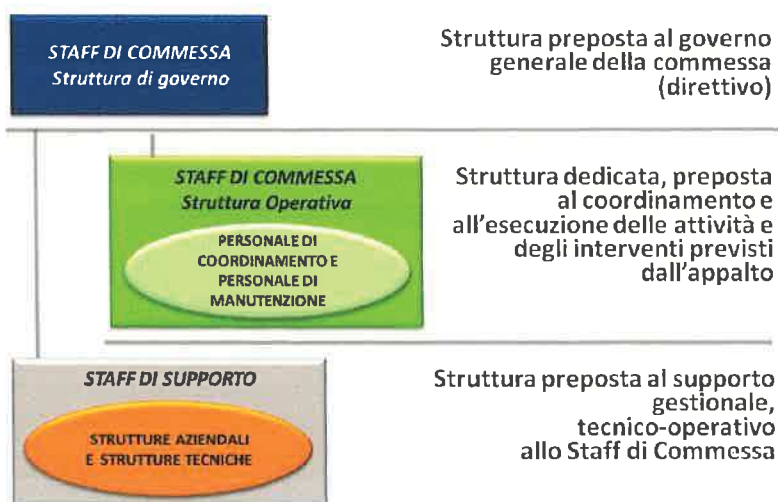 STAFF DI COMMESSA
Struttura di governo
Struttura preposta al governo
generale della commessa
(direttivo)
STAFF DI COMMESSA
Struttura Operativa
PERSONALE DI
COORDINAMENTO E
PERSONALE DI
MANUTENZIONE
Struttura dedicata, preposta
al coordinamento e
all'esecuzione delle attività e
degli interventi previsti
dall'appalto
STAFF DI SUPPORTO
STRUTTURE AZIENDALI
E STRUTTURE TECNICHE
Struttura preposta al supporto
gestionale,
tecnico-operativo
allo Staff di Commessa